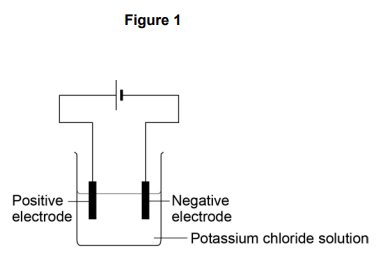 Figure 1
Positive
electrode
Negative
electrode
Potassium chloride solution